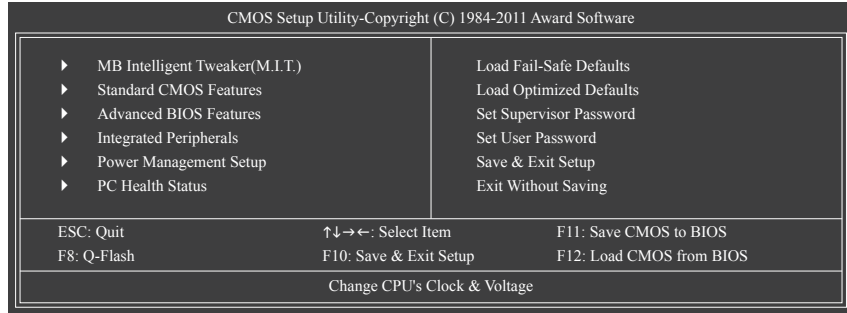 CMOS Setup Utility-Copyright (C) 1984-2011 Award Software
MB Intelligent Tweaker(M.I.T.)
Standard CMOS Features
Advanced BIOS Features
Integrated Peripherals
Power Management Setup
PC Health Status
Load Fail-Safe Defaults
Load Optimized Defaults
Set Supervisor Password
Set User Password
Save & Exit Setup
Exit Without Saving
ESC: Quit ↑↓→←: Select Item F11: Save CMOS to BIOS
F8: Q-Flash F10: Save & Exit Setup F12: Load CMOS from BIOS
Change CPU's Clock & Voltage